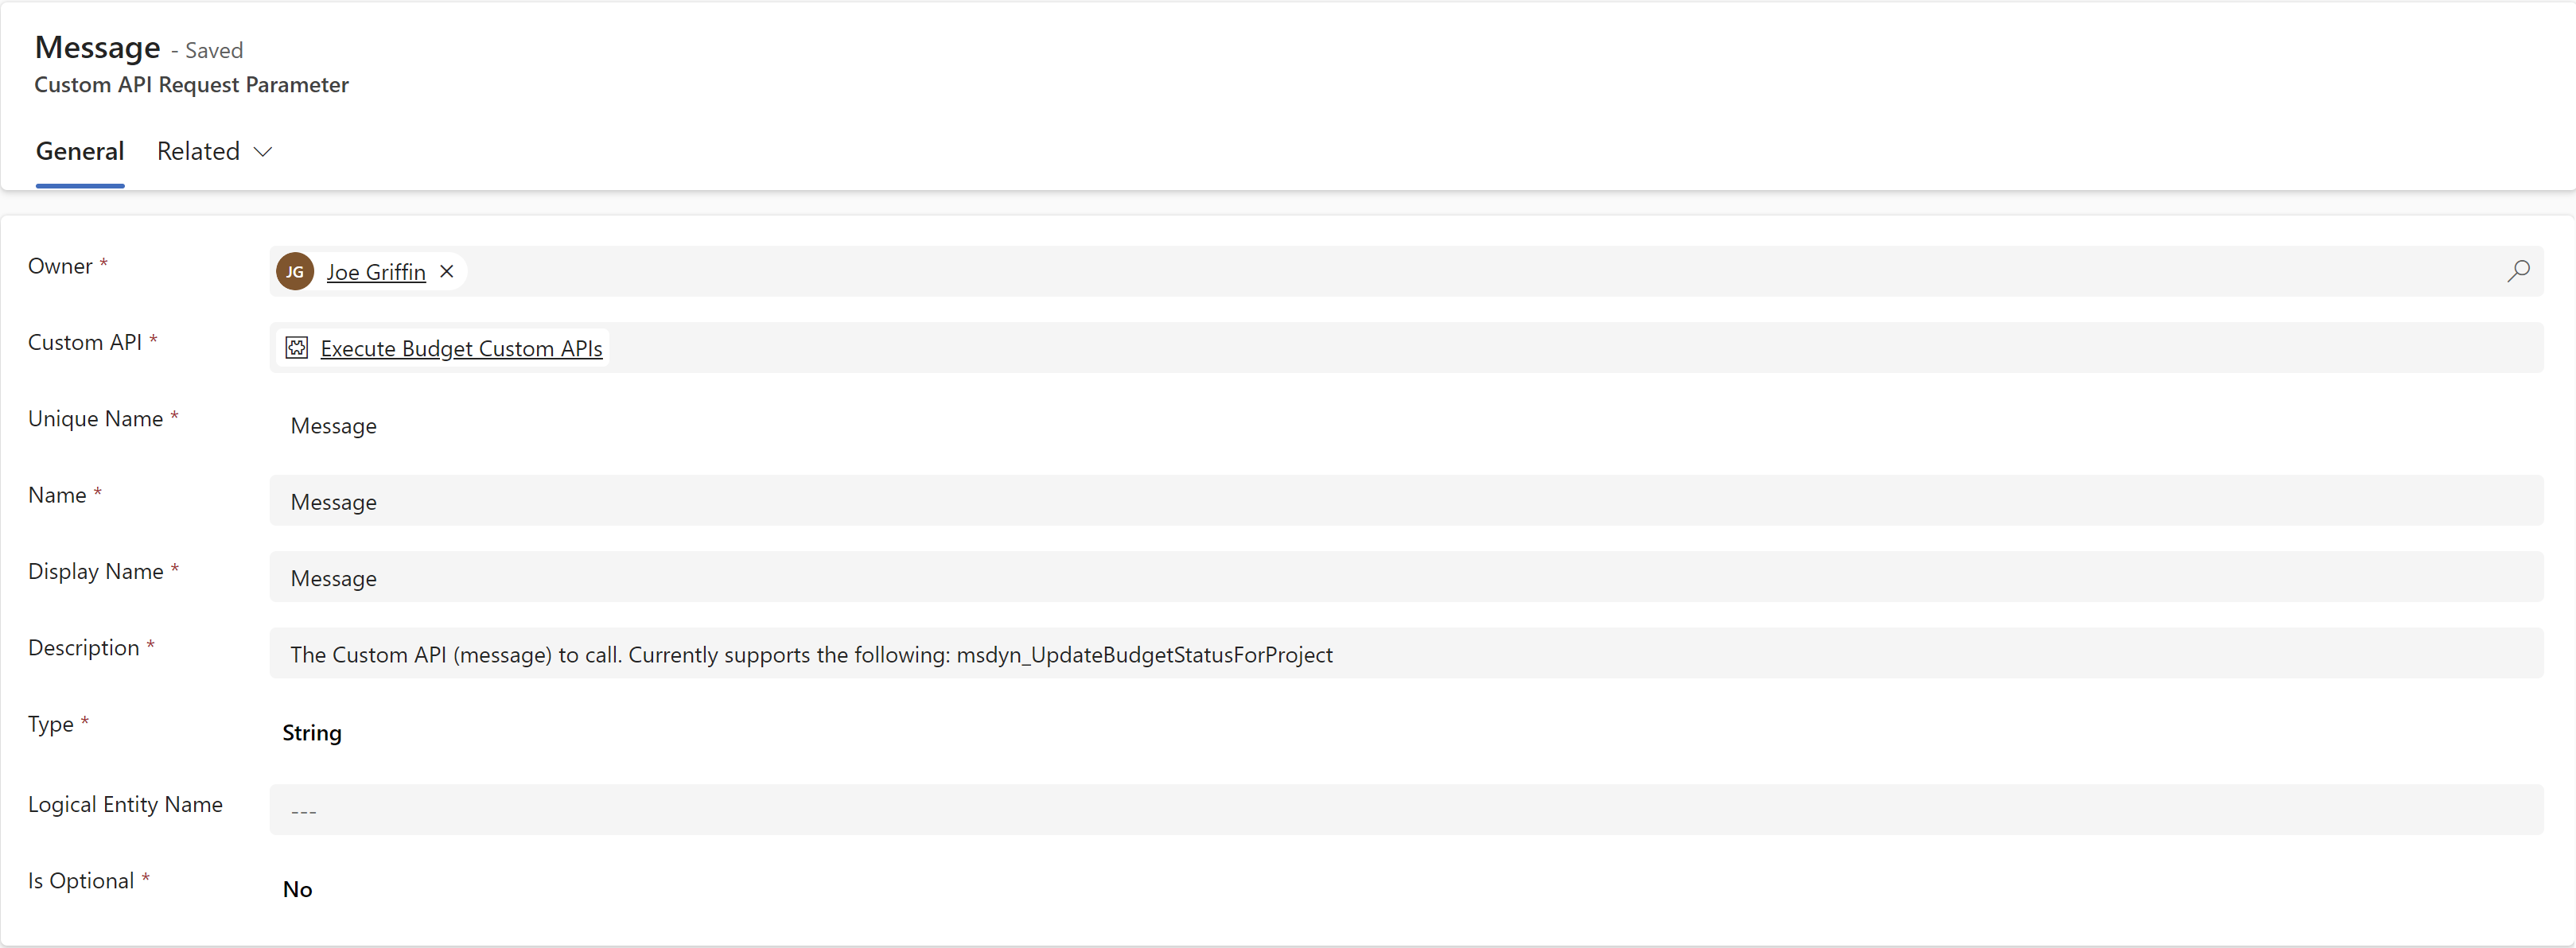 Message - Saved
Custom API Request Parameter
General Related
Owner * JG Joe Griffin
Custom API * Execute Budget Custom APIs
Unique Name * Message
Name * Message
Display Name * Message
Description * The Custom API (message) to call. Currently supports the following: msdyn_UpdateBudgetStatusForProject
Type * String
Logical Entity Name ---
Is Optional * No